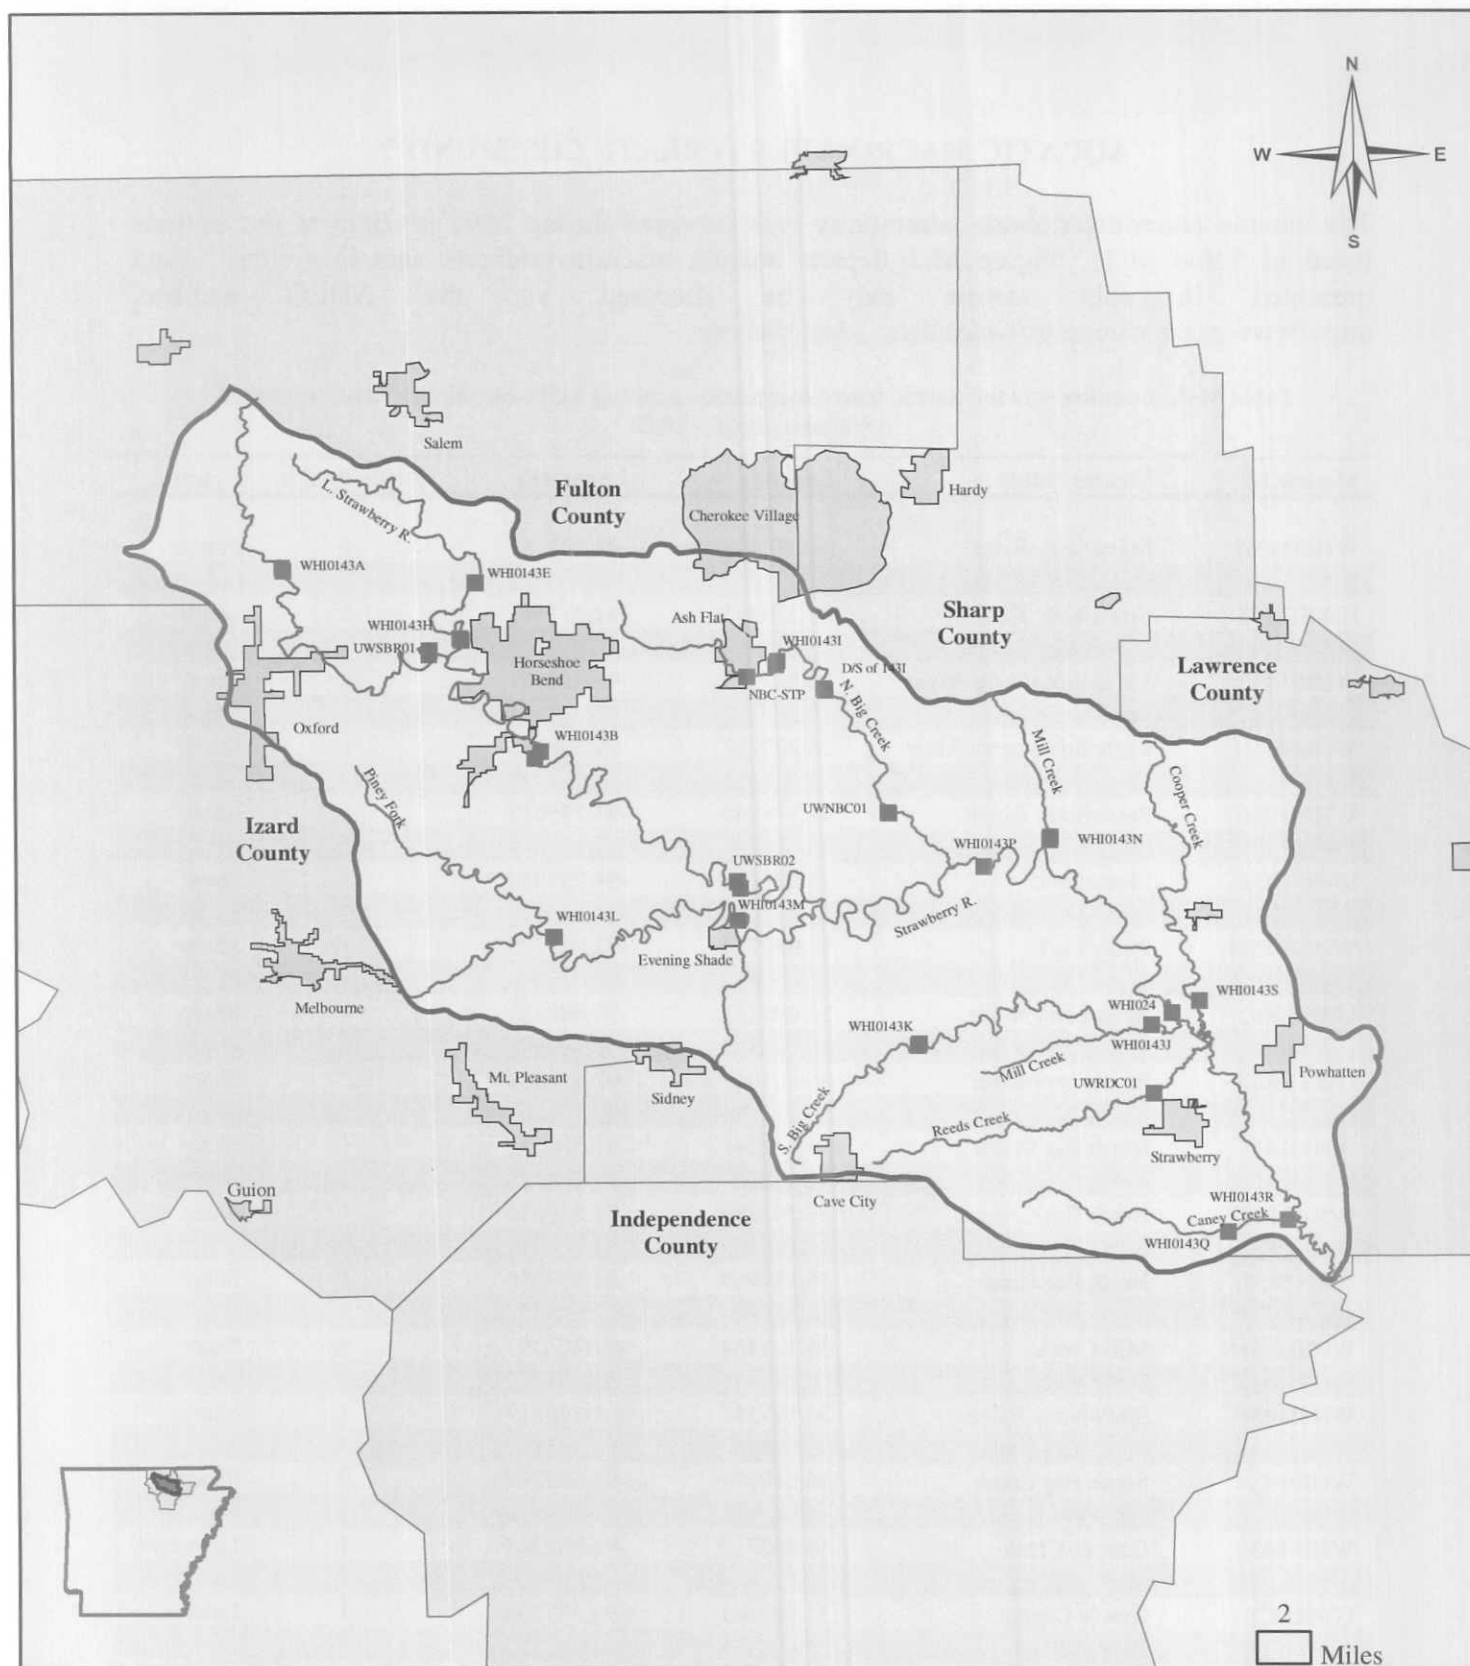 N
W E
S
Salem
L. Strawberry R.
Fulton
County
Cherokee Village
Hardy
WHI0143A
WHI0143E
Sharp
County
Ash Flat
WHI0143H
WHI0143I
UWSBR01
Horseshoe
Bend
D/S of 143I
Lawrence
County
NBC-STP
N. Big Creek
Oxford
WHI0143B
Mill Creek
Piney Fork
Cooper Creek
UWNBC01
Izard
County
WHI0143P
WHI0143N
UWSBR02
WHI0143M
Strawberry R.
WHI0143L
Evening Shade
WHI0143S
Melbourne
WHI024
WHI0143K
WHI0143J
Mill Creek
Powhatten
Mt. Pleasant
Sidney
UWRDC01
S. Big Creek
Reeds Creek
Strawberry
Guion
Cave City
WHI0143R
Caney Creek
Independence
County
WHI0143Q
2
Miles